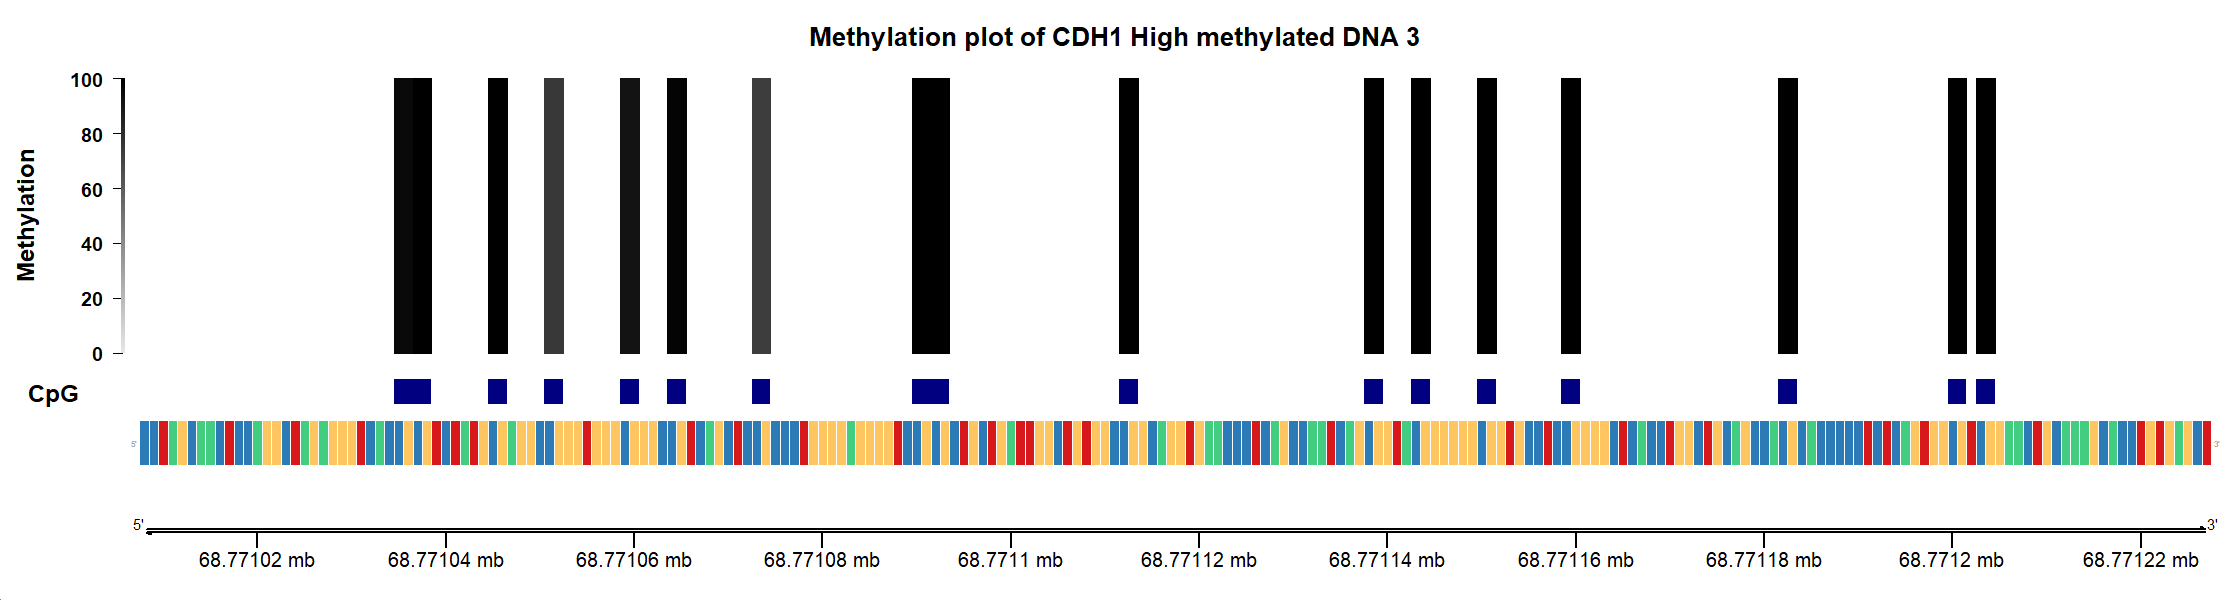 Methylation plot of CDH1 High methylated DNA 3
Methylation
100
80
60
40
20
0
CpG
5'
3'
5'
3'
68.77102 mb
68.77104 mb
68.77106 mb
68.77108 mb
68.7711 mb
68.77112 mb
68.77114 mb
68.77116 mb
68.77118 mb
68.7712 mb
68.77122 mb